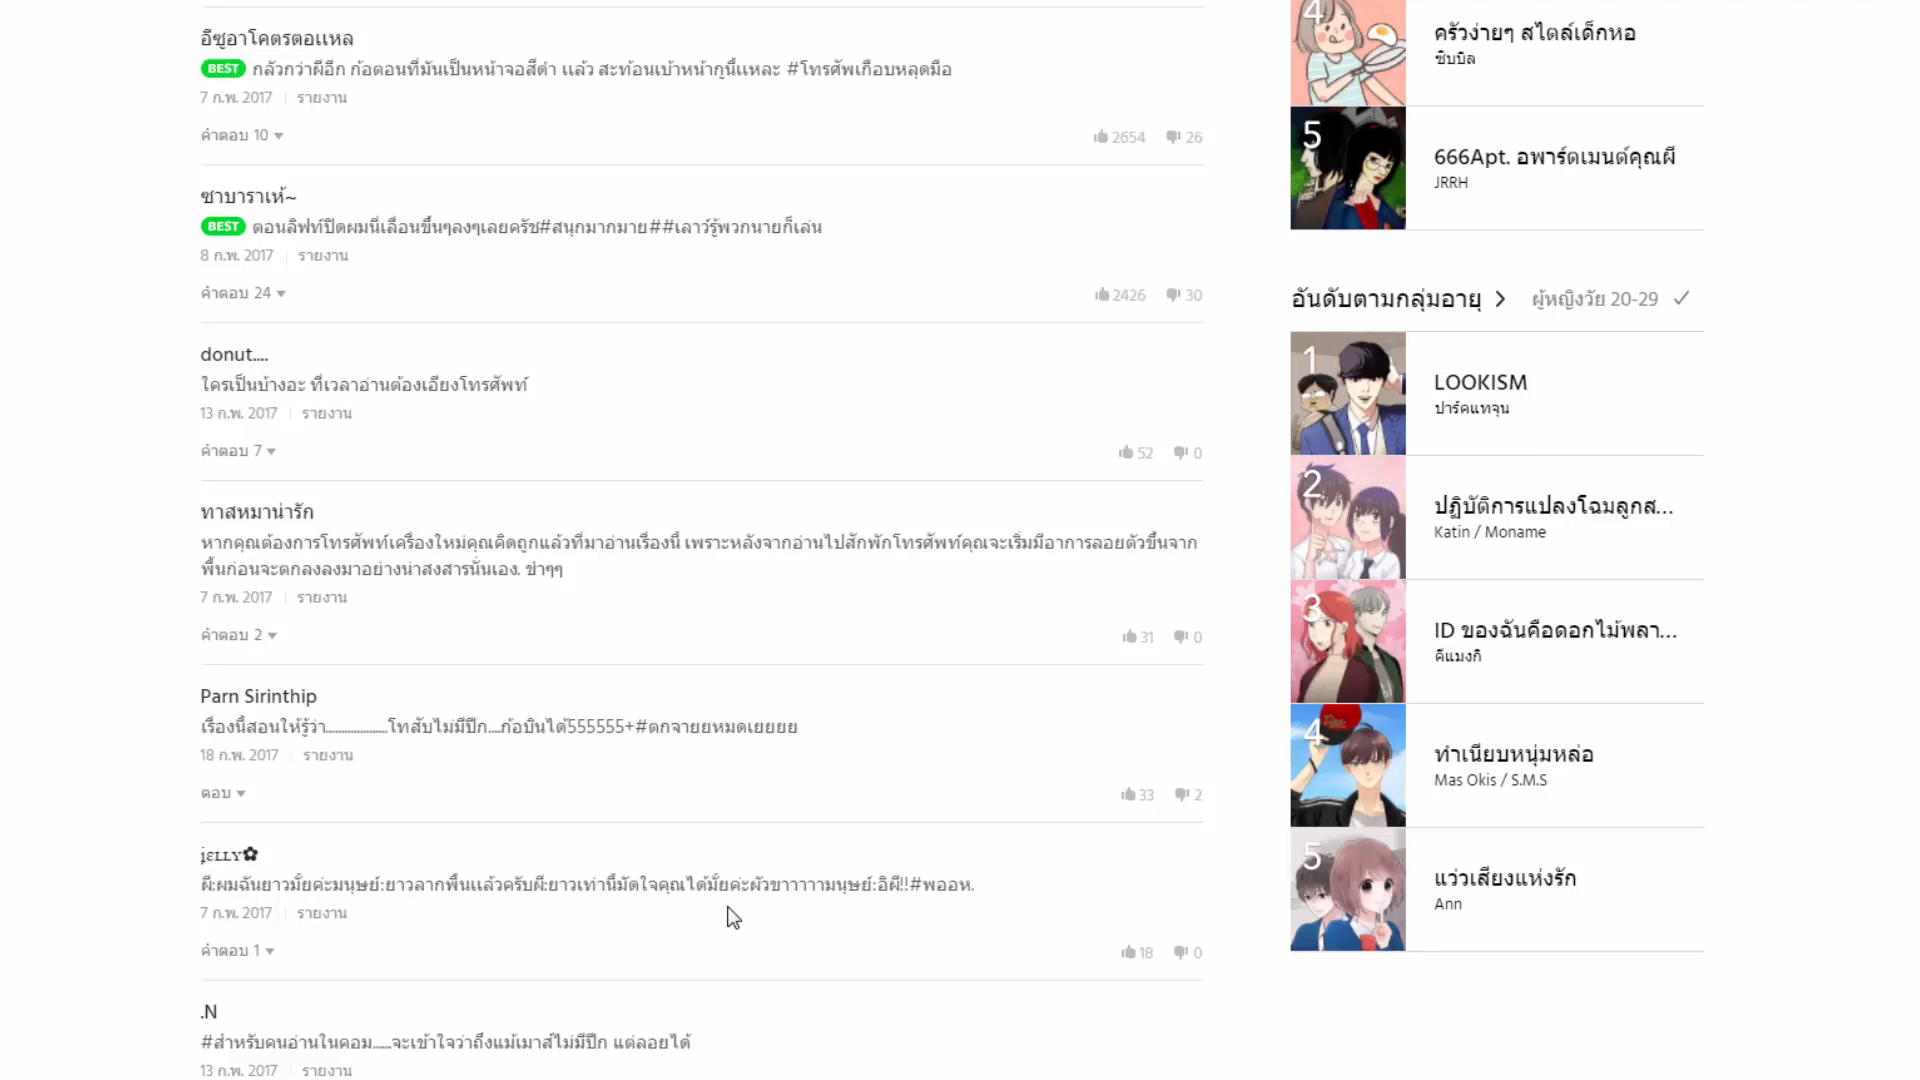 อีซูอาโคตรตอแหล
BEST กลัวกว่าผีอีก ก้อตอนที่มันเป็นหน้าจอสีดำ แล้ว สะท้อนเบ้าหน้ากูนี้แหละ #โทรศัพเกือบหลุดมือ
7 ก.พ. 2017 | รายงาน
คำตอบ 10
2654 26
ซาบาราเห้~
BEST ตอนลิฟท์ปิดผมนี่เลื่อนขึ้นๆลงๆเลยครัช#สนุกมากมาย##เลาว์รู้พวกนายก็เล่น
8 ก.พ. 2017 | รายงาน
คำตอบ 24
2426 30
donut....
ใครเป็นบ้างอะ ที่เวลาอ่านต้องเอียงโทรศัพท์
13 ก.พ. 2017 | รายงาน
คำตอบ 7
52 0
ทาสหมาน่ารัก
หากคุณต้องการโทรศัพท์เครื่องใหม่คุณคิดถูกแล้วที่มาอ่านเรื่องนี้ เพราะหลังจากอ่านไปสักพักโทรศัพท์คุณจะเริ่มมีอาการลอยตัวขึ้นจาก
พื้นก่อนจะตกลงลงมาอย่างน่าสงสารนั่นเอง. ข่าๆๆ
7 ก.พ. 2017 | รายงาน
คำตอบ 2
31 0
Parn Sirinthip
เรื่องนี้สอนให้รู้ว่า.....................โทสับไม่มีปีก....ก้อบินได้555555+#ตกจายยหมดเยยยย
18 ก.พ. 2017 | รายงาน
ตอบ
33 2
jɛʟʟʏ✿
ผี:ผมฉันยาวมั้ยค่ะมนุษย์:ยาวลากพื้นแล้วครับผี:ยาวเท่านี้มัดใจคุณได้มั้ยค่ะผัวขาาาาามนุษย์:อิผี!!#พออห.
7 ก.พ. 2017 | รายงาน
คำตอบ 1
18 0
.N
#สำหรับคนอ่านในคอม......จะเข้าใจว่าถึงแม้เมาส์ไม่มีปีก แต่ลอยได้
13 ก.พ. 2017 | รายงาน
4
ครัวง่ายๆ สไตล์เด็กหอ
ซิบบิล
5
666Apt. อพาร์ตเมนต์คุณผี
JRRH
อันดับตามกลุ่มอายุ ผู้หญิงวัย 20-29
1
LOOKISM
ปาร์คแทจุน
2
ปฏิบัติการแปลงโฉมลูกส...
Katin / Moname
3
ID ของฉันคือดอกไม้พลา...
คีแมงกี
4
ทำเนียบหนุ่มหล่อ
Mas Okis / S.M.S
5
แว่วเสียงแห่งรัก
Ann